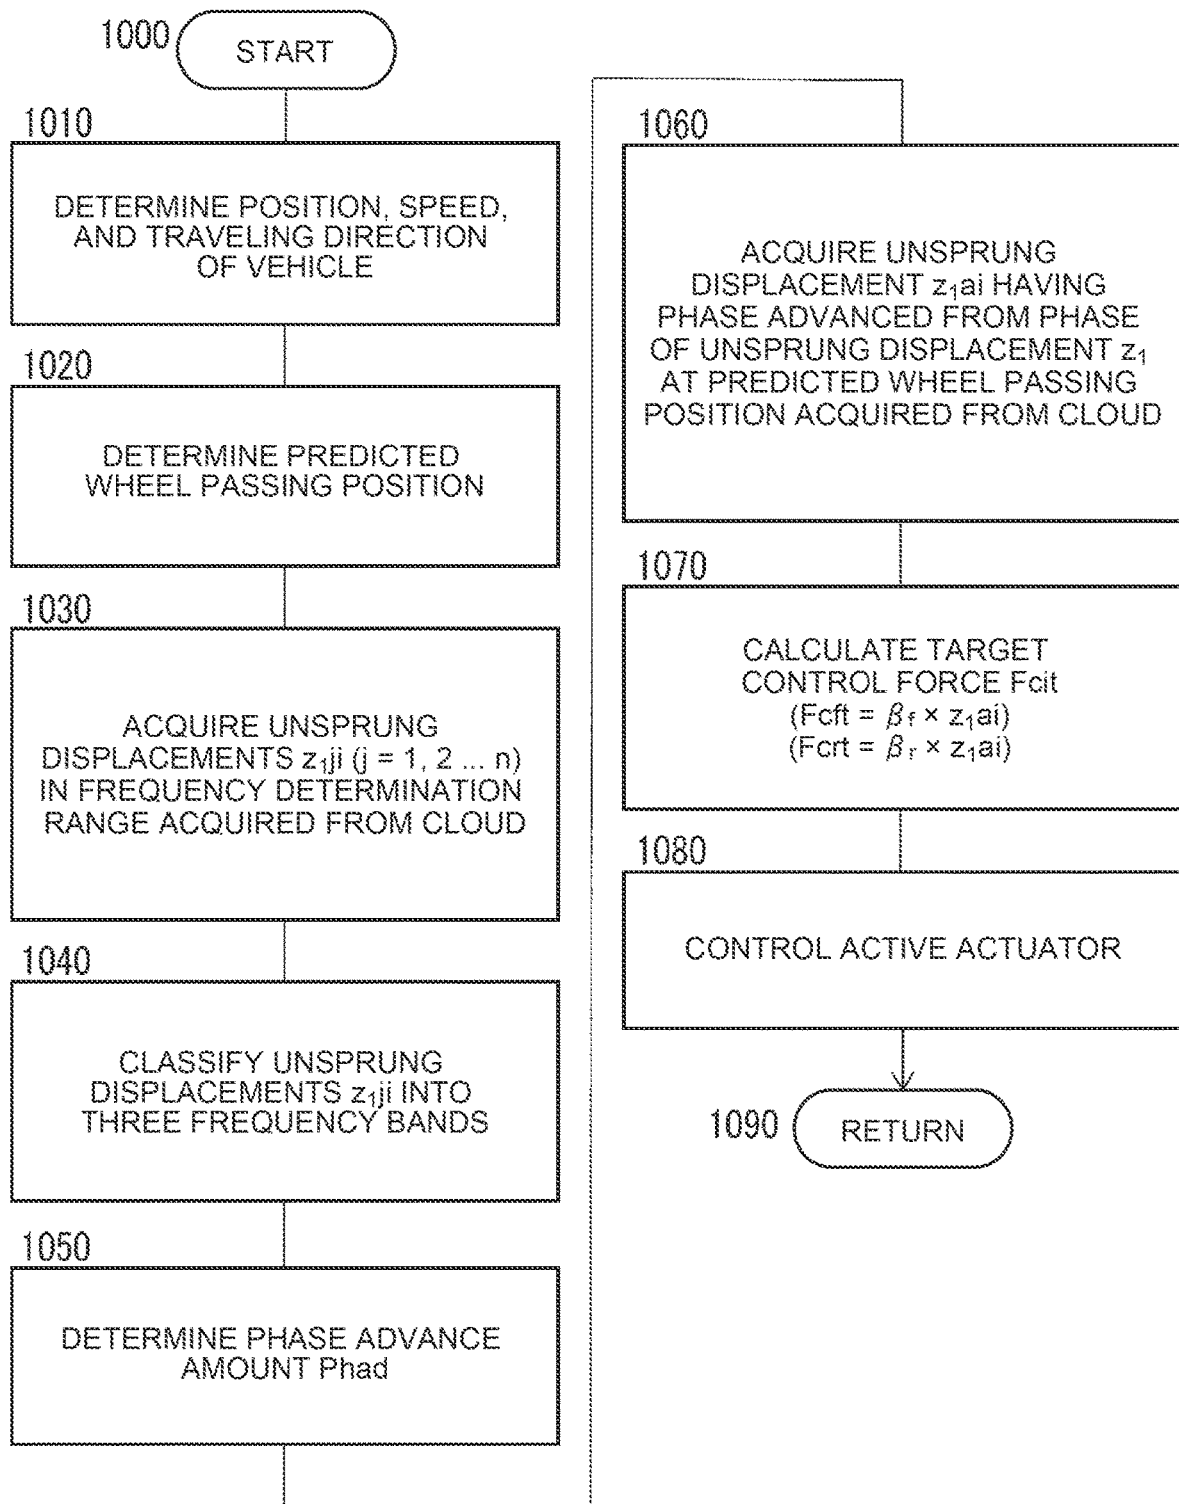 1000
START
1010
DETERMINE POSITION, SPEED,
AND TRAVELING DIRECTION
OF VEHICLE
1020
DETERMINE PREDICTED
WHEEL PASSING POSITION
1030
ACQUIRE UNSPRUNG
DISPLACEMENTS z₁ji (j = 1, 2 ... n)
IN FREQUENCY DETERMINATION
RANGE ACQUIRED FROM CLOUD
1040
CLASSIFY UNSPRUNG
DISPLACEMENTS z₁ji INTO
THREE FREQUENCY BANDS
1050
DETERMINE PHASE ADVANCE
AMOUNT Phad
1060
ACQUIRE UNSPRUNG
DISPLACEMENT z₁ai HAVING
PHASE ADVANCED FROM PHASE
OF UNSPRUNG DISPLACEMENT z₁
AT PREDICTED WHEEL PASSING
POSITION ACQUIRED FROM CLOUD
1070
CALCULATE TARGET
CONTROL FORCE Fcit
(Fcft = βf × z₁ai)
(Fcrt = βr × z₁ai)
1080
CONTROL ACTIVE ACTUATOR
1090
RETURN